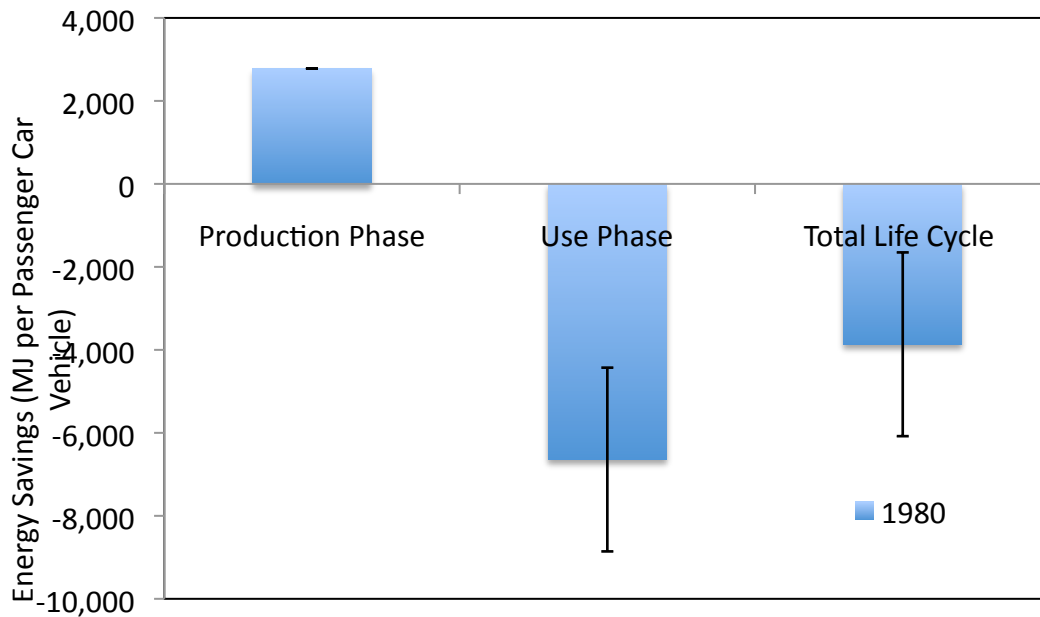 4,000
2,000
0
-2,000
-4,000
-6,000
-8,000
-10,000
Energy Savings (MJ per Passenger Car
Vehicle)
Production Phase
Use Phase
Total Life Cycle
1980